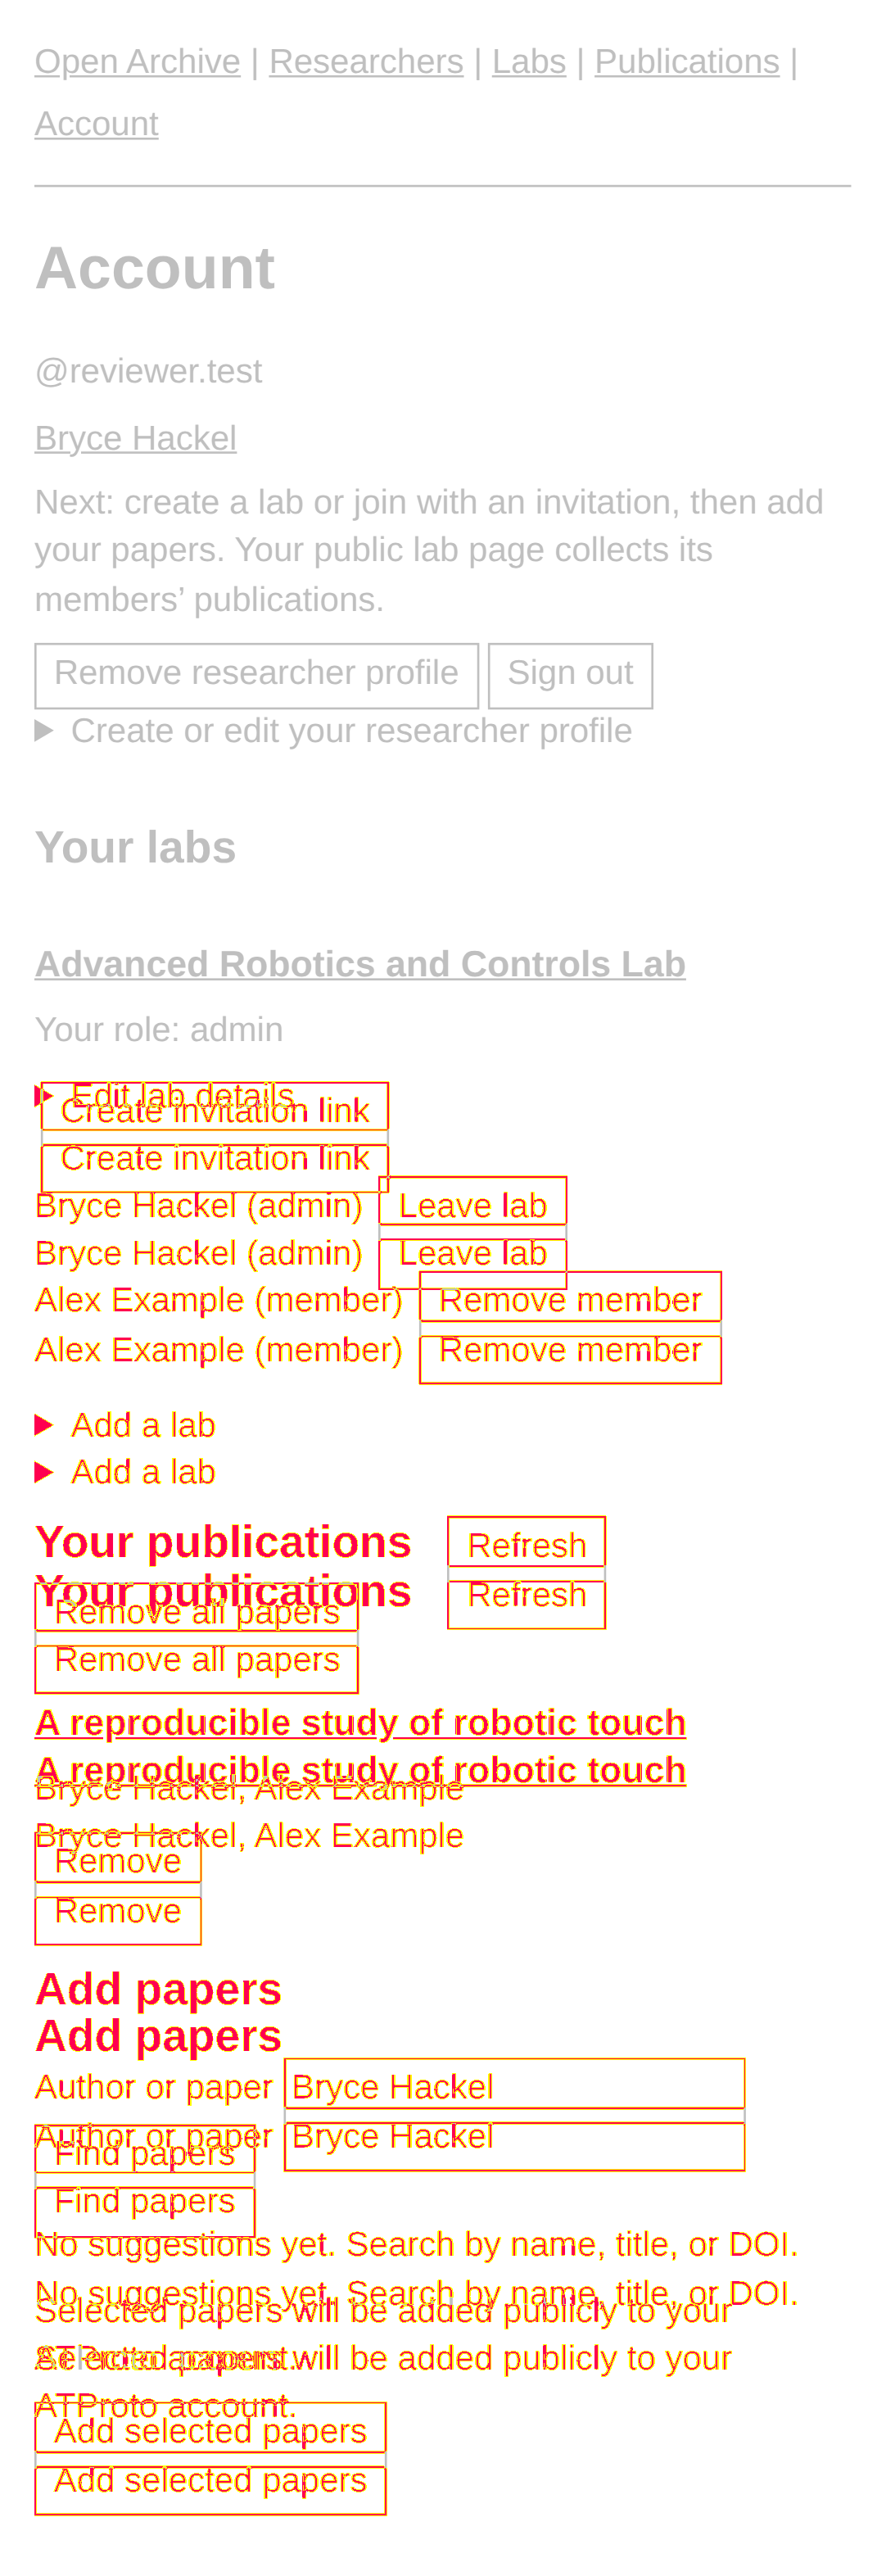 Open Archive | Researchers | Labs | Publications |
Account
Account
@reviewer.test
Bryce Hackel
Next: create a lab or join with an invitation, then add
your papers. Your public lab page collects its
members’ publications.
Remove researcher profile Sign out
Create or edit your researcher profile
Your labs
Advanced Robotics and Controls Lab
Your role: admin
Edit lab details
Create invitation link
Create invitation link
Bryce Hackel (admin) Leave lab
Bryce Hackel (admin) Leave lab
Alex Example (member) Remove member
Alex Example (member) Remove member
Add a lab
Add a lab
Your publications Refresh
Your publications Refresh
Remove all papers
Remove all papers
A reproducible study of robotic touch
A reproducible study of robotic touch
Bryce Hackel, Alex Example
Bryce Hackel, Alex Example
Remove
Remove
Add papers
Add papers
Author or paper Bryce Hackel
Author or paper Bryce Hackel
Find papers
Find papers
No suggestions yet. Search by name, title, or DOI.
No suggestions yet. Search by name, title, or DOI.
Selected papers will be added publicly to your
Selected papers will be added publicly to your
ATProto account.
Add selected papers
Add selected papers